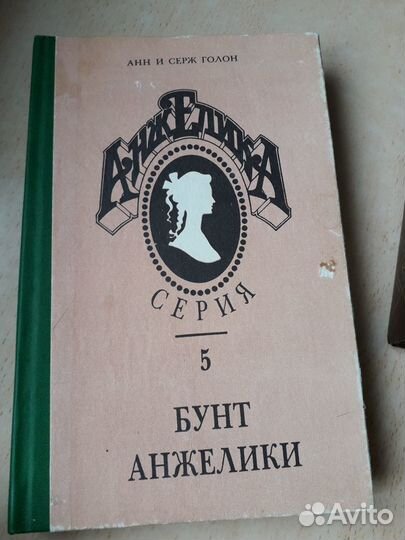 АНН И СЕРЖ ГОЛОН
АНЖЕЛИКА
СЕРИЯ
5
БУНТ
АНЖЕЛИКИ
Avito